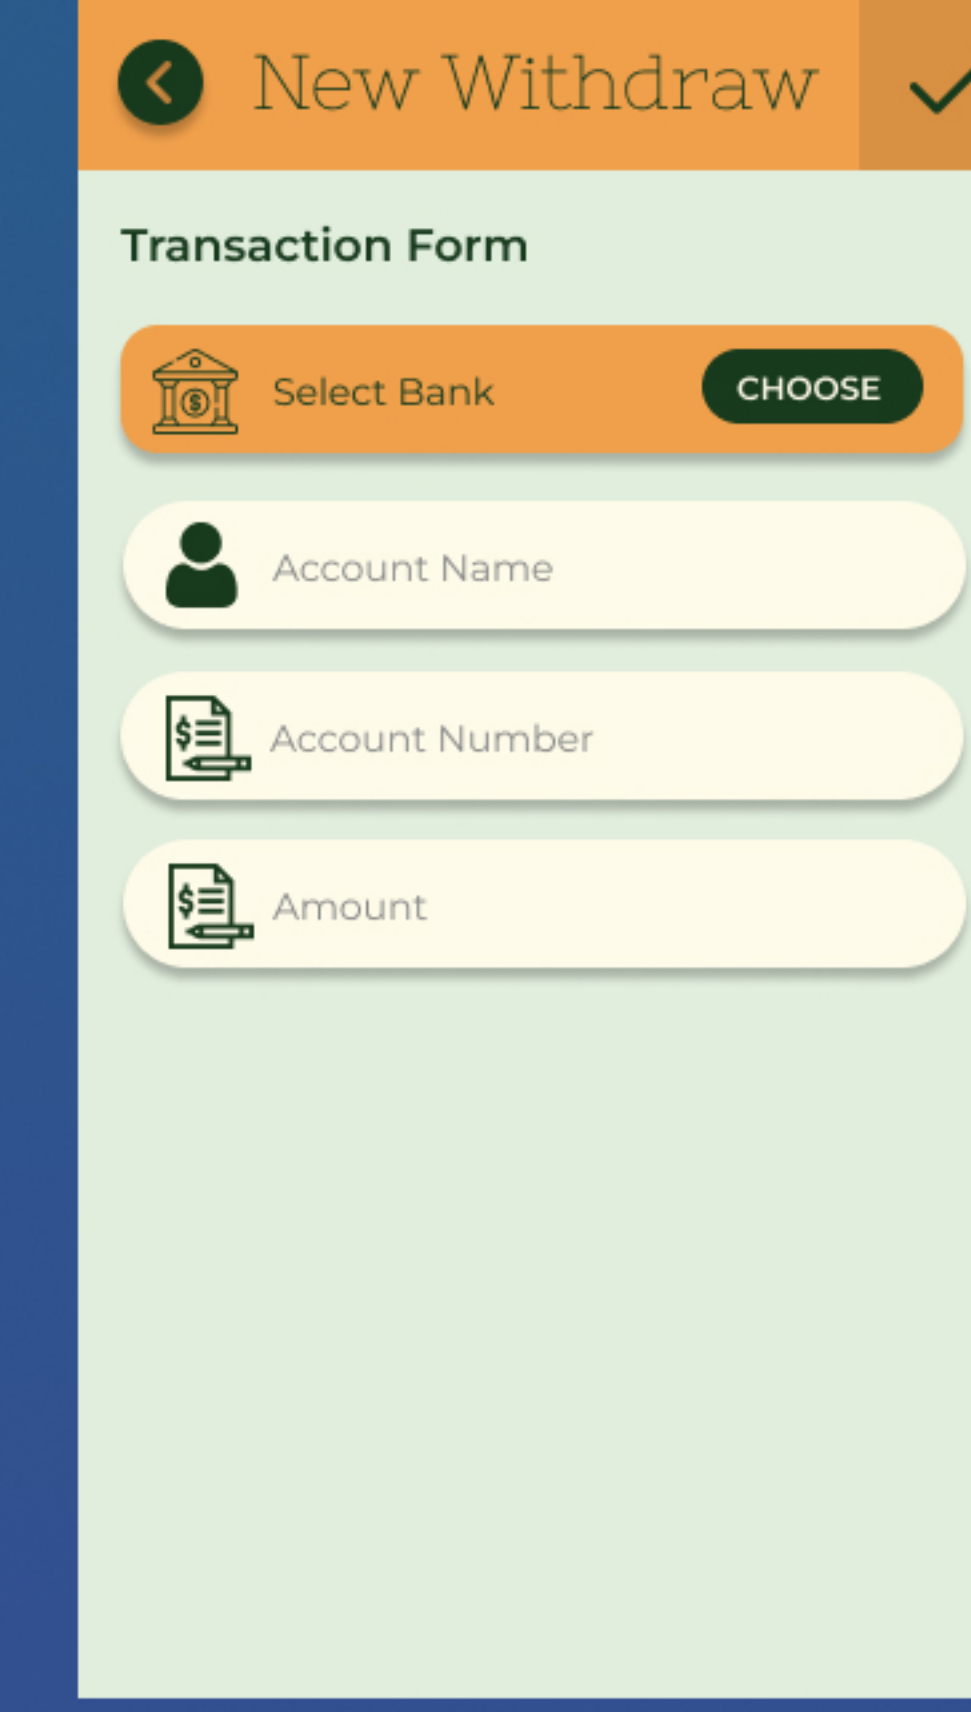 New Withdraw
Transaction Form
Select Bank
CHOOSE
Account Name
Account Number
Amount